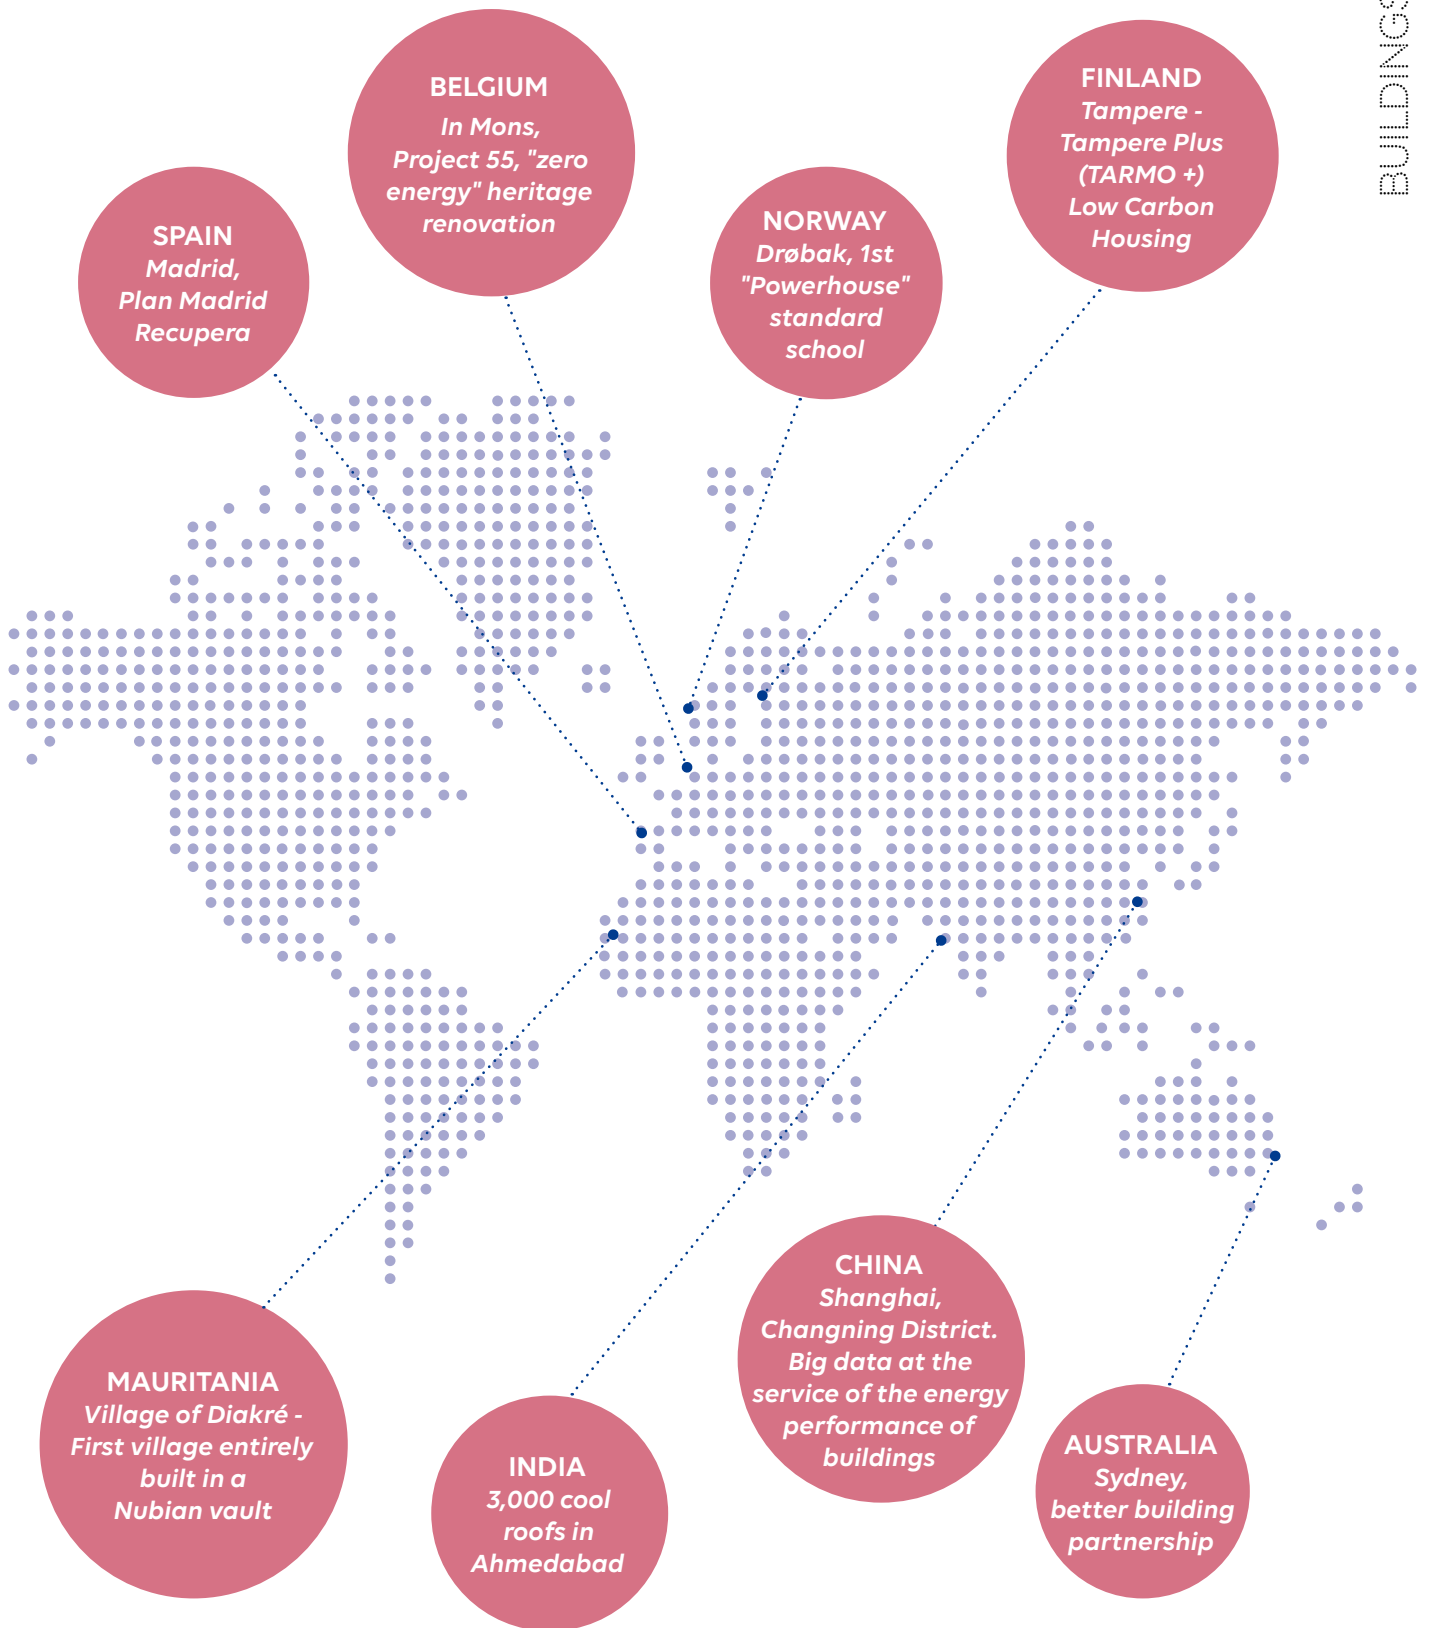 BUILDINGS
BELGIUM
In Mons,
Project 55, "zero
energy" heritage
renovation
FINLAND
Tampere -
Tampere Plus
(TARMO +)
Low Carbon
Housing
SPAIN
Madrid,
Plan Madrid
Recupera
NORWAY
Drøbak, 1st
"Powerhouse"
standard
school
MAURITANIA
Village of Diakré -
First village entirely
built in a
Nubian vault
INDIA
3,000 cool
roofs in
Ahmedabad
CHINA
Shanghai,
Changning District.
Big data at the
service of the energy
performance of
buildings
AUSTRALIA
Sydney,
better building
partnership